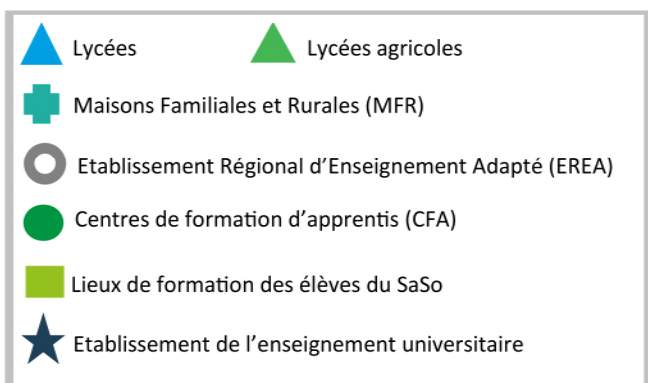 Lycées Lycées agricoles
Maisons Familiales et Rurales (MFR)
Etablissement Régional d’Enseignement Adapté (EREA)
Centres de formation d’apprentis (CFA)
Lieux de formation des élèves du SaSo
Etablissement de l’enseignement universitaire